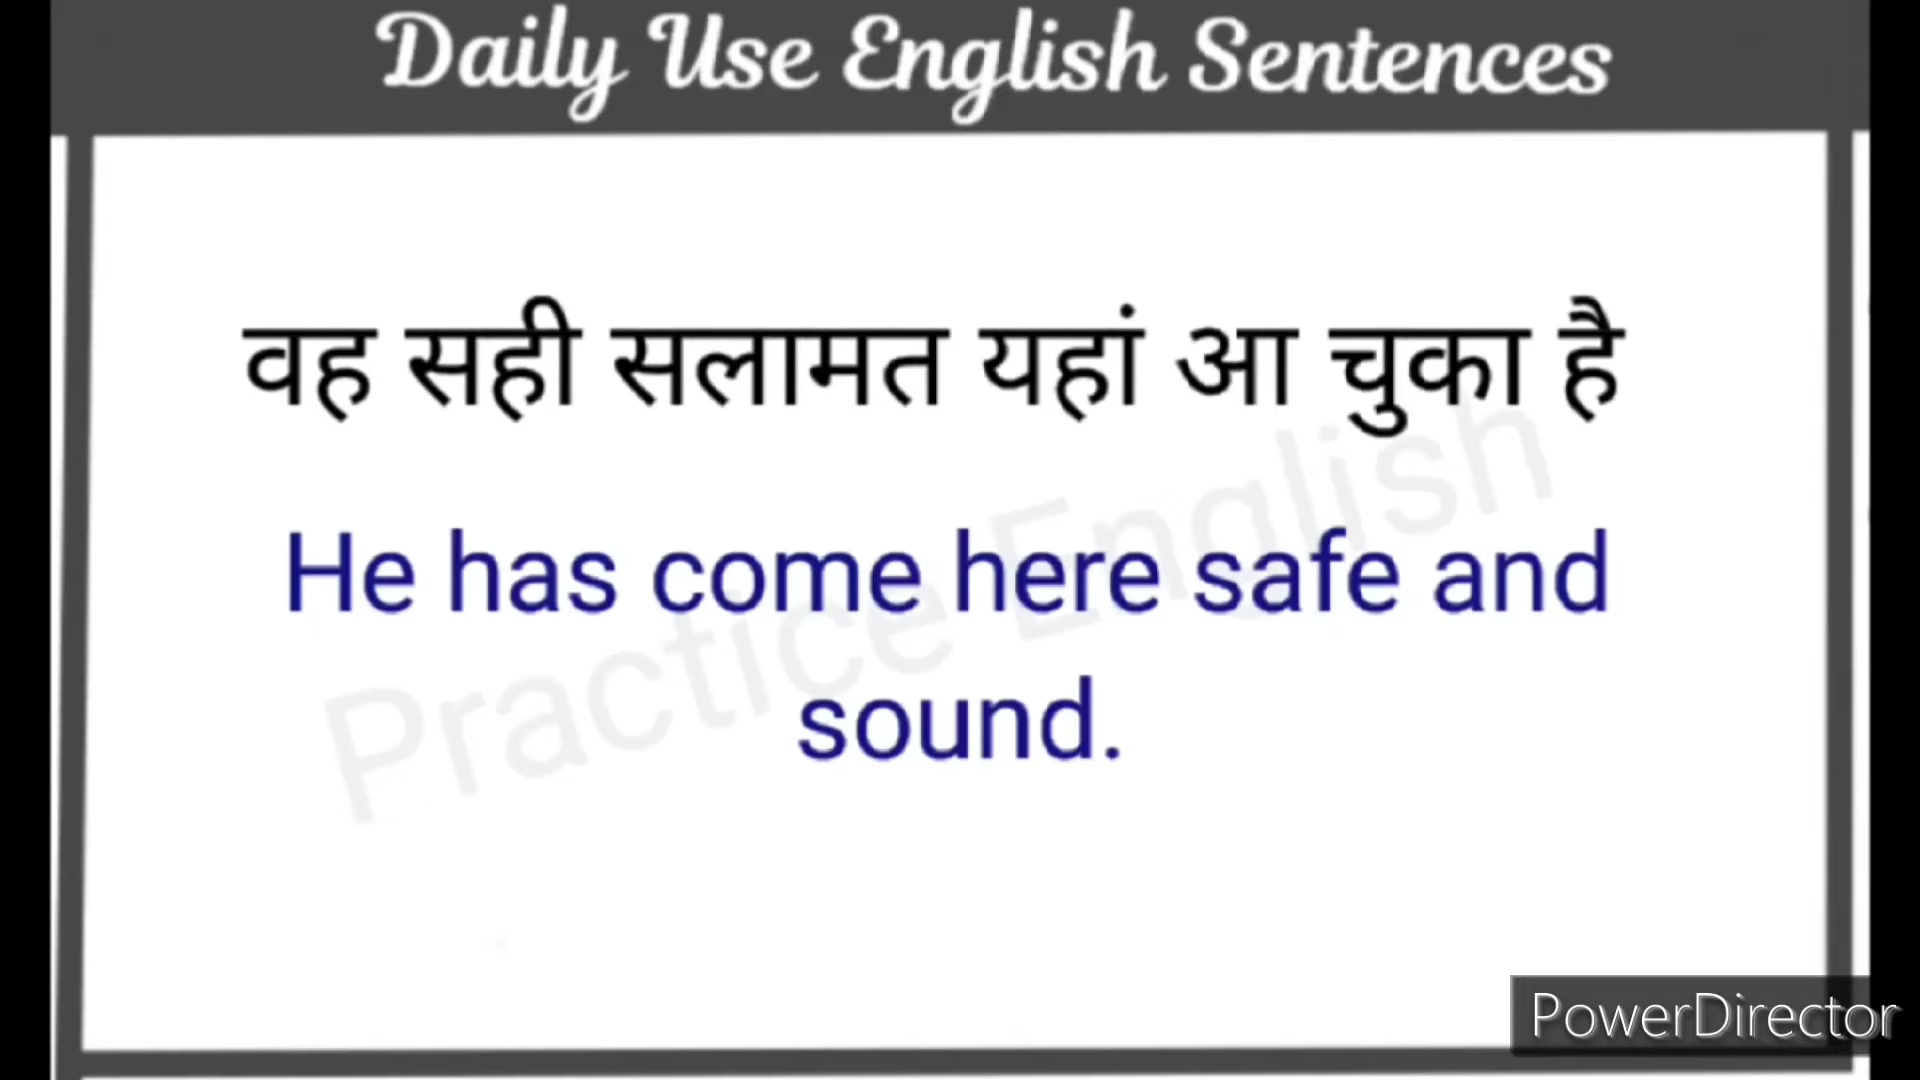 Daily Use English Sentences
वह सही सलामत यहां आ चुका है
He has come here safe and
sound.
Practice English
PowerDirector